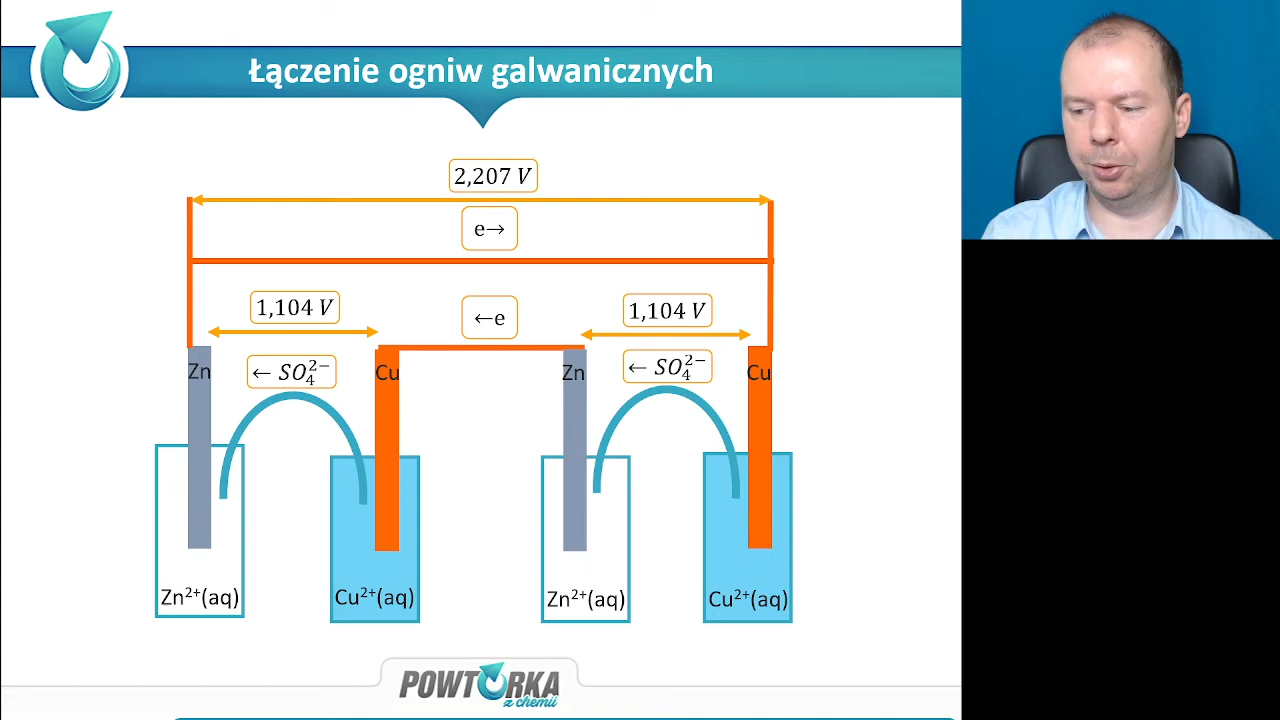 Łączenie ogniw galwanicznych
2,207 V
e→
1,104 V
←e
1,104 V
Zn
← SO₄²⁻
Cu
Zn
← SO₄²⁻
Cu
Zn²⁺(aq)
Cu²⁺(aq)
Zn²⁺(aq)
Cu²⁺(aq)
POWTÓRKA
z chemii